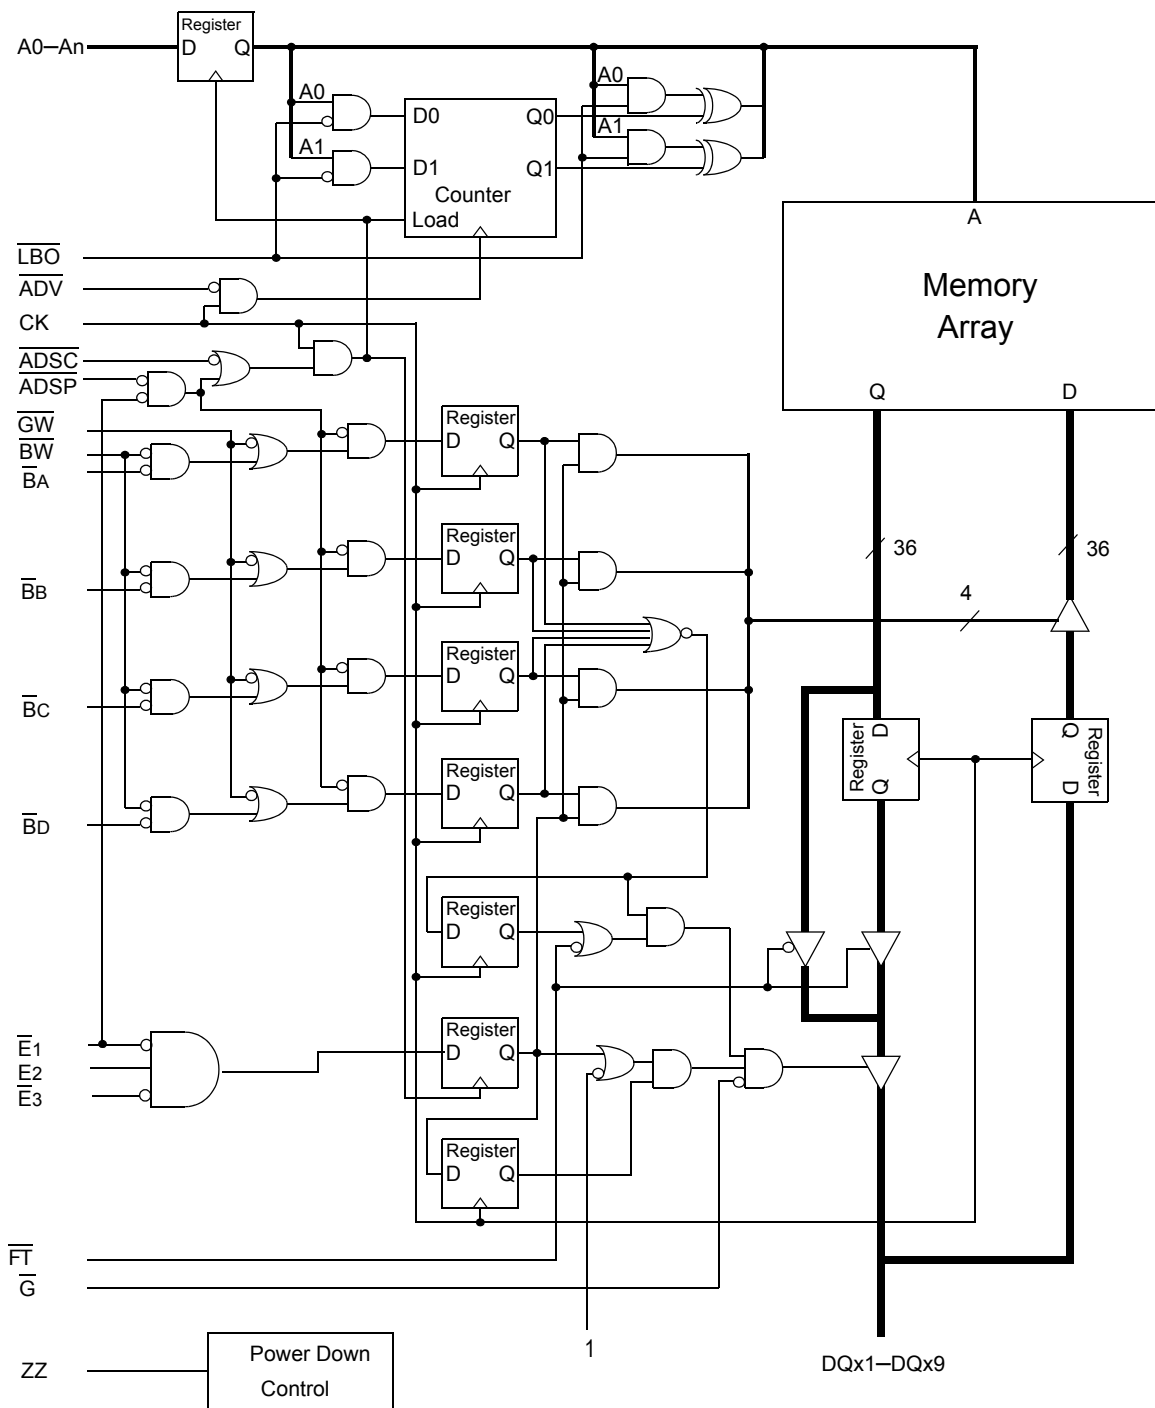 Register
A0–An
D Q
A0
A0
D0 Q0
A1
A1
D1 Q1
Counter
A
Load
LBO
ADV
Memory
CK
Array
ADSC
ADSP
Q D
GW
Register
BW
D Q
BA
Register
36
36
D Q
BB
4
Register
D Q
BC
Register
D
Q
Register
Q
D
Register
D Q
BD
Register
D Q
Register
E1
D Q
E2
E3
Register
D Q
FT
G
1
Power Down
DQx1–DQx9
ZZ
Control